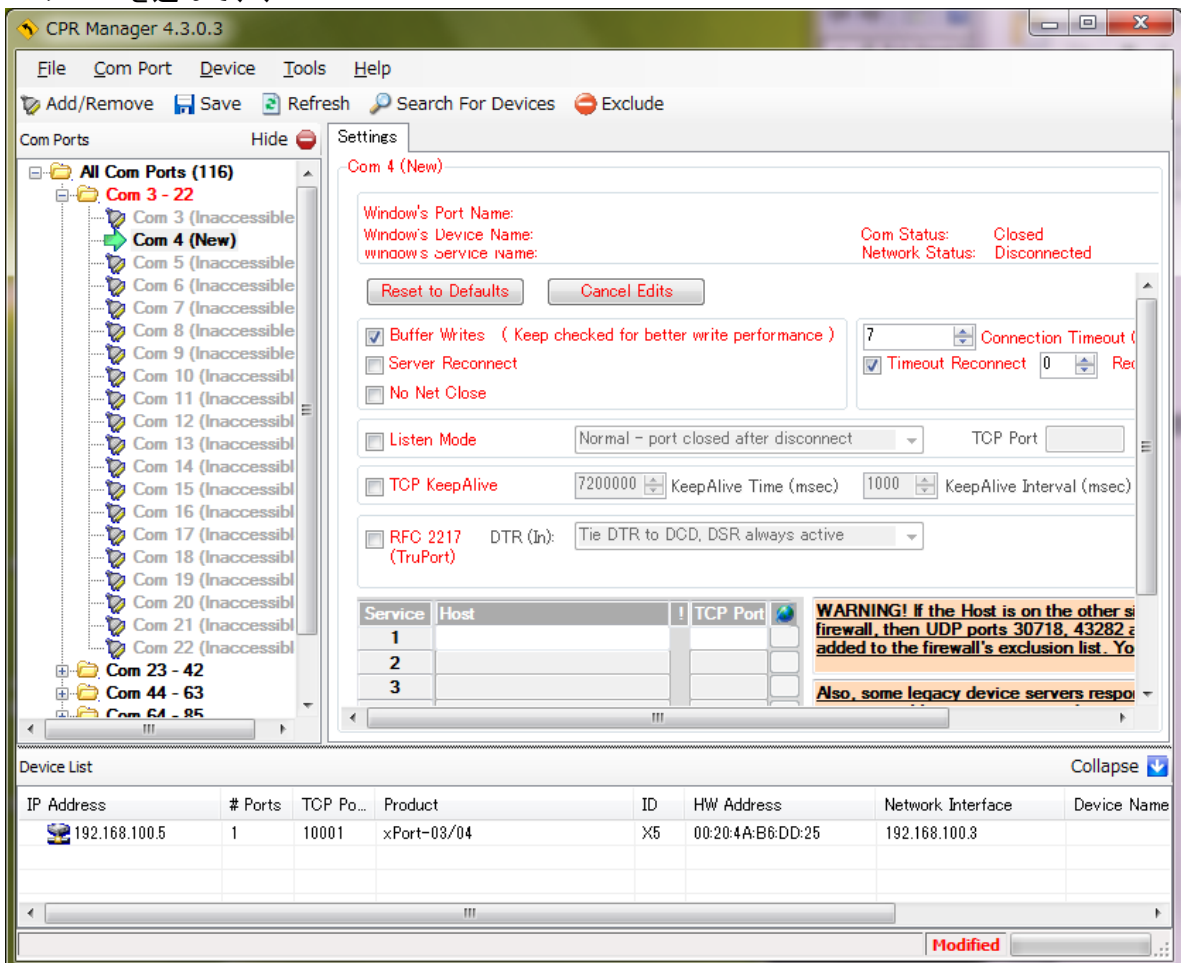 CPR Manager 4.3.0.3
File Com Port Device Tools Help
Add/Remove Save Refresh Search For Devices Exclude
Com Ports Hide
All Com Ports (116)
Com 3 - 22
Com 3 (Inaccessible
Com 4 (New)
Com 5 (Inaccessible
Com 6 (Inaccessible
Com 7 (Inaccessible
Com 8 (Inaccessible
Com 9 (Inaccessible
Com 10 (Inaccessibl
Com 11 (Inaccessibl
Com 12 (Inaccessibl
Com 13 (Inaccessibl
Com 14 (Inaccessibl
Com 15 (Inaccessibl
Com 16 (Inaccessibl
Com 17 (Inaccessibl
Com 18 (Inaccessibl
Com 19 (Inaccessibl
Com 20 (Inaccessibl
Com 21 (Inaccessibl
Com 22 (Inaccessibl
Com 23 - 42
Com 44 - 63
Com 64 - 85
Settings
Com 4 (New)
Window's Port Name:
Window's Device Name: Com Status: Closed
Window's Service Name: Network Status: Disconnected
Reset to Defaults Cancel Edits
Buffer Writes ( Keep checked for better write performance ) 7 Connection Timeout (
Server Reconnect Timeout Reconnect 0 Rec
No Net Close
Listen Mode Normal - port closed after disconnect TCP Port
TCP KeepAlive 7200000 KeepAlive Time (msec) 1000 KeepAlive Interval (msec)
RFC 2217 DTR (In): Tie DTR to DCD, DSR always active
(TruPort)
Service Host ! TCP Port
1
2
3
WARNING! If the Host is on the other si
firewall, then UDP ports 30718, 43282 a
added to the firewall's exclusion list. Yo
Also, some legacy device servers respon
Device List Collapse
IP Address # Ports TCP Po... Product ID HW Address Network Interface Device Name
192.168.100.5 1 10001 xPort-03/04 X5 00:20:4A:B6:DD:25 192.168.100.3
Modified